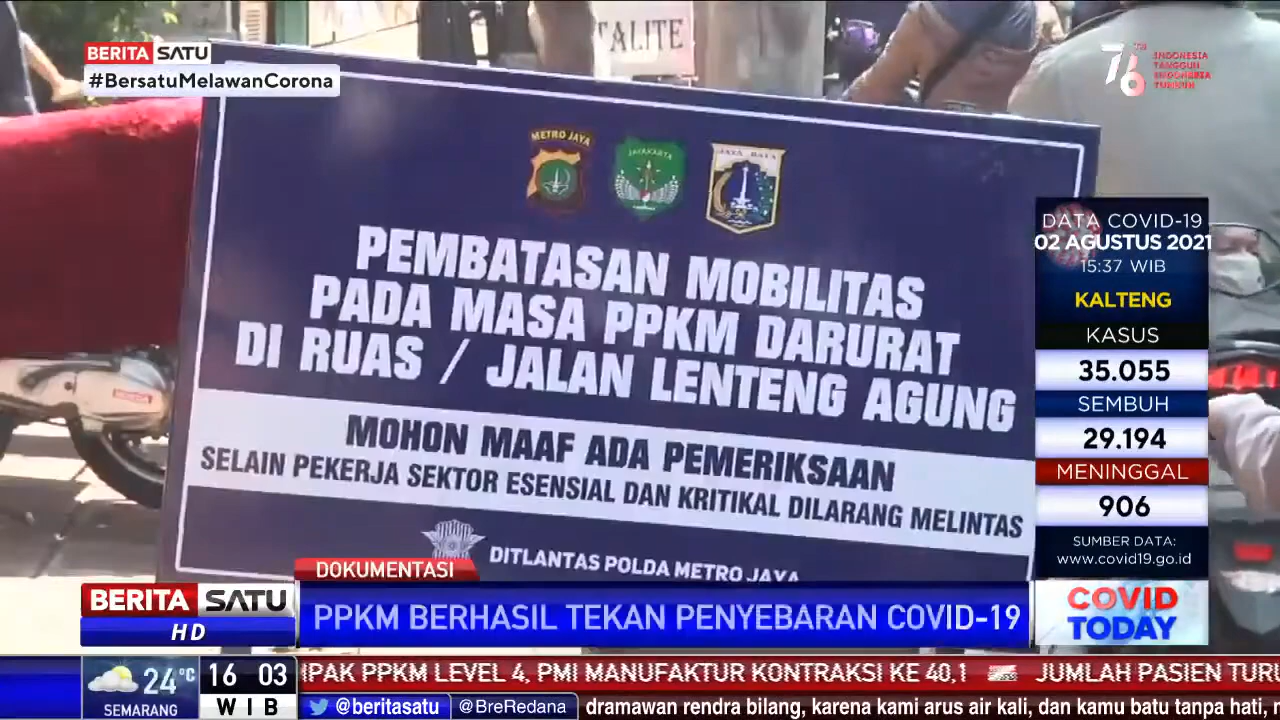 BERITA SATU
#BersatuMelawanCorona
TALITE
76
TH
INDONESIA
TANGGUH
INDONESIA
TUMBUH
METRO JAYA
JAYAKARTA
JAYA RAYA
PEMBATASAN MOBILITAS
PADA MASA PPKM DARURAT
DI RUAS / JALAN LENTENG AGUNG
MOHON MAAF ADA PEMERIKSAAN
SELAIN PEKERJA SEKTOR ESENSIAL DAN KRITIKAL DILARANG MELINTAS
DITLANTAS POLDA METRO JAYA
DATA COVID-19
02 AGUSTUS 2021
15:37 WIB
KALTENG
KASUS
35.055
SEMBUH
29.194
MENINGGAL
906
SUMBER DATA:
www.covid19.go.id
COVID
TODAY
DOKUMENTASI
BERITA SATU
HD
PPKM BERHASIL TEKAN PENYEBARAN COVID-19
24°C
SEMARANG
16 03
WIB
IPAK PPKM LEVEL 4, PMI MANUFAKTUR KONTRAKSI KE 40,1
JUMLAH PASIEN TURU
@beritasatu
@BreRedana
dramawan rendra bilang, karena kami arus air kali, dan kamu batu tanpa hati,